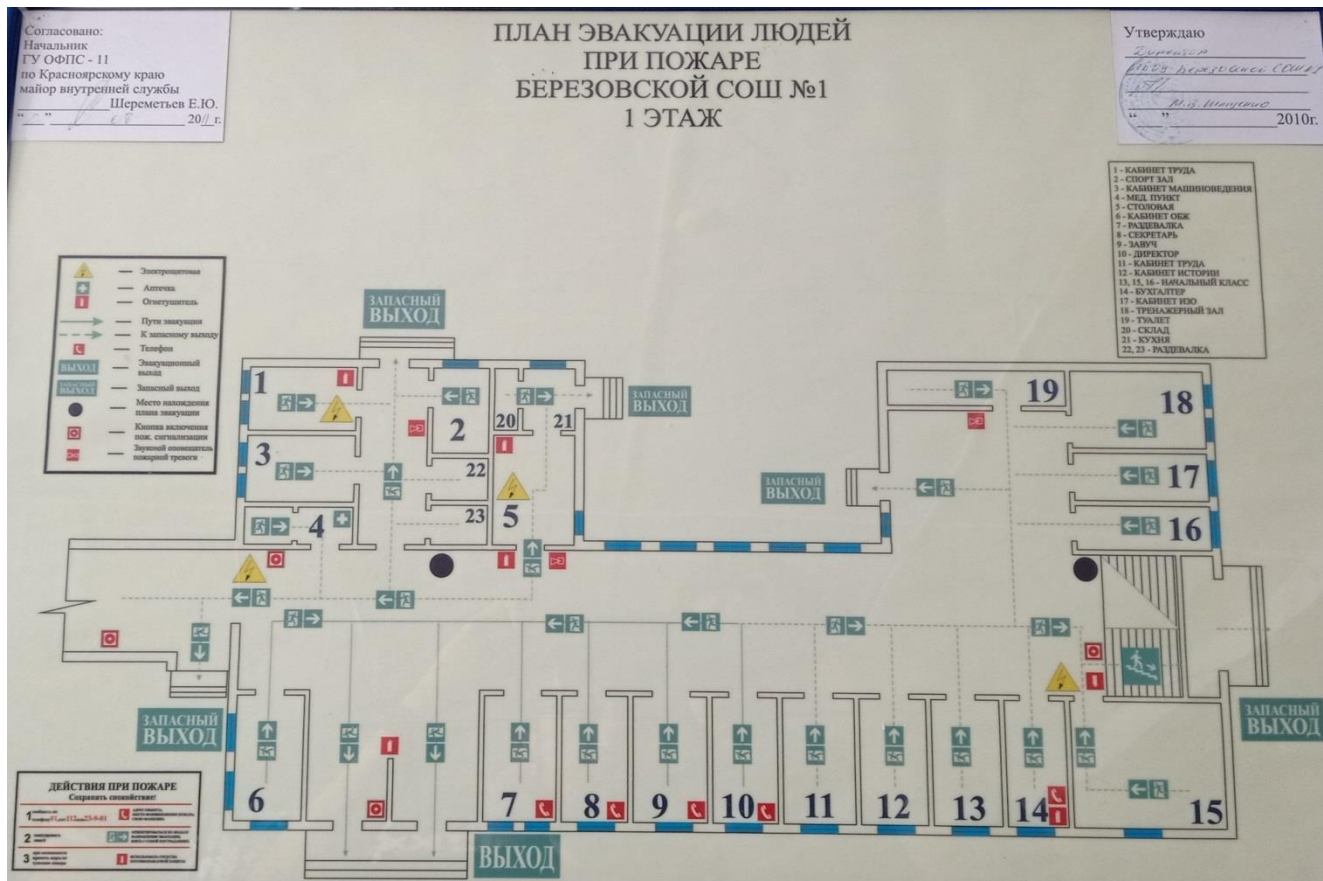 Согласовано:
Начальник
ГУ ОФПС - 11
по Красноярскому краю
майор внутренней службы
Шереметьев Е.Ю.
2011 г.
ПЛАН ЭВАКУАЦИИ ЛЮДЕЙ
ПРИ ПОЖАРЕ
БЕРЕЗОВСКОЙ СОШ №1
1 ЭТАЖ
Утверждаю
Директор
2010г.
1 - КАБИНЕТ ТРУДА
2 - СПОРТ ЗАЛ
3 - КАБИНЕТ МАШИНОВЕДЕНИЯ
4 - МЕД. ПУНКТ
5 - СТОЛОВАЯ
6 - КАБИНЕТ ОБЖ
7 - РАЗДЕВАЛКА
8 - СЕКРЕТАРЬ
9 - ЗАВУЧ
10 - ДИРЕКТОР
11 - КАБИНЕТ ТРУДА
12 - КАБИНЕТ ИСТОРИИ
13, 15, 16 - НАЧАЛЬНЫЙ КЛАСС
14 - БУХГАЛТЕР
17 - КАБИНЕТ ИЗО
18 - ТРЕНАЖЕРНЫЙ ЗАЛ
19 - ТУАЛЕТ
20 - СКЛАД
21 - КУХНЯ
22, 23 - РАЗДЕВАЛКА
— Электрощитовая
— Аптечка
— Огнетушитель
— Пути эвакуации
— К запасному выходу
— Телефон
ВЫХОД — Эвакуационный
выход
ЗАПАСНЫЙ
ВЫХОД — Запасный выход
— Место нахождения
плана эвакуации
— Кнопка включения
пож. сигнализации
— Звуковой оповещатель
пожарной тревоги
ЗАПАСНЫЙ
ВЫХОД
ЗАПАСНЫЙ
ВЫХОД
ЗАПАСНЫЙ
ВЫХОД
1
2
20
21
19
18
3
22
17
4
23
5
16
ЗАПАСНЫЙ
ВЫХОД
ЗАПАСНЫЙ
ВЫХОД
6
7
8
9
10
11
12
13
14
15
ВЫХОД
ДЕЙСТВИЯ ПРИ ПОЖАРЕ
Сохранять спокойствие!
1
2
3